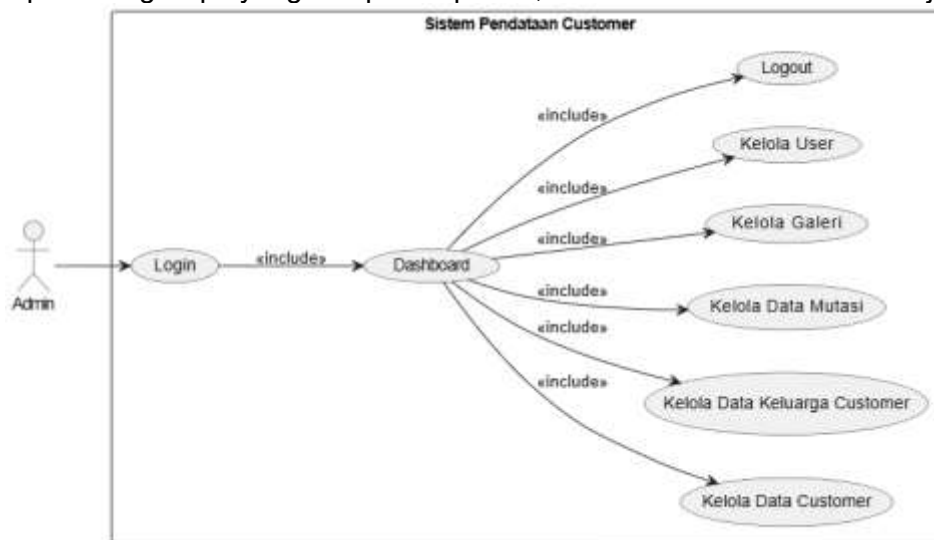 Sistem Pendataan Customer
Logout
«include»
Kelola User
«include»
Kelola Galeri
«include»
Admin
Login
«include»
Dashboard
«include»
Kelola Data Mutasi
«include»
Kelola Data Keluarga Customer
«include»
Kelola Data Customer